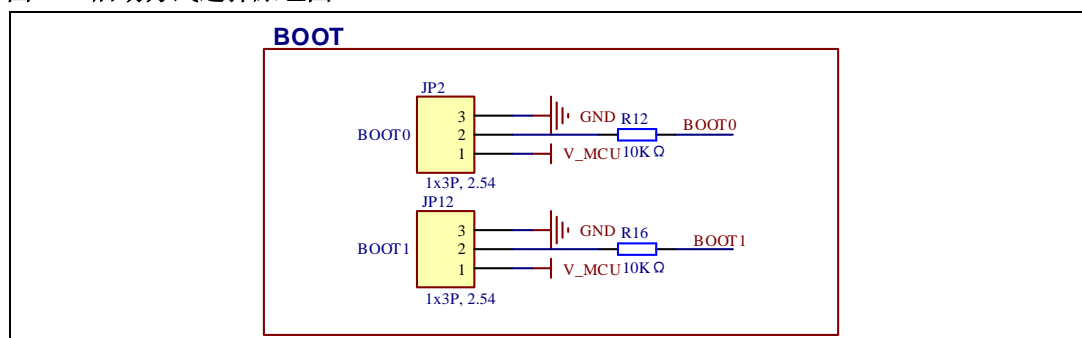 BOOT
JP2
3
GND
R12
BOOT0
BOOT0
2
1
V_MCU
10KΩ
1x3P, 2.54
JP12
3
GND
R16
BOOT1
BOOT1
2
1
V_MCU
10KΩ
1x3P, 2.54